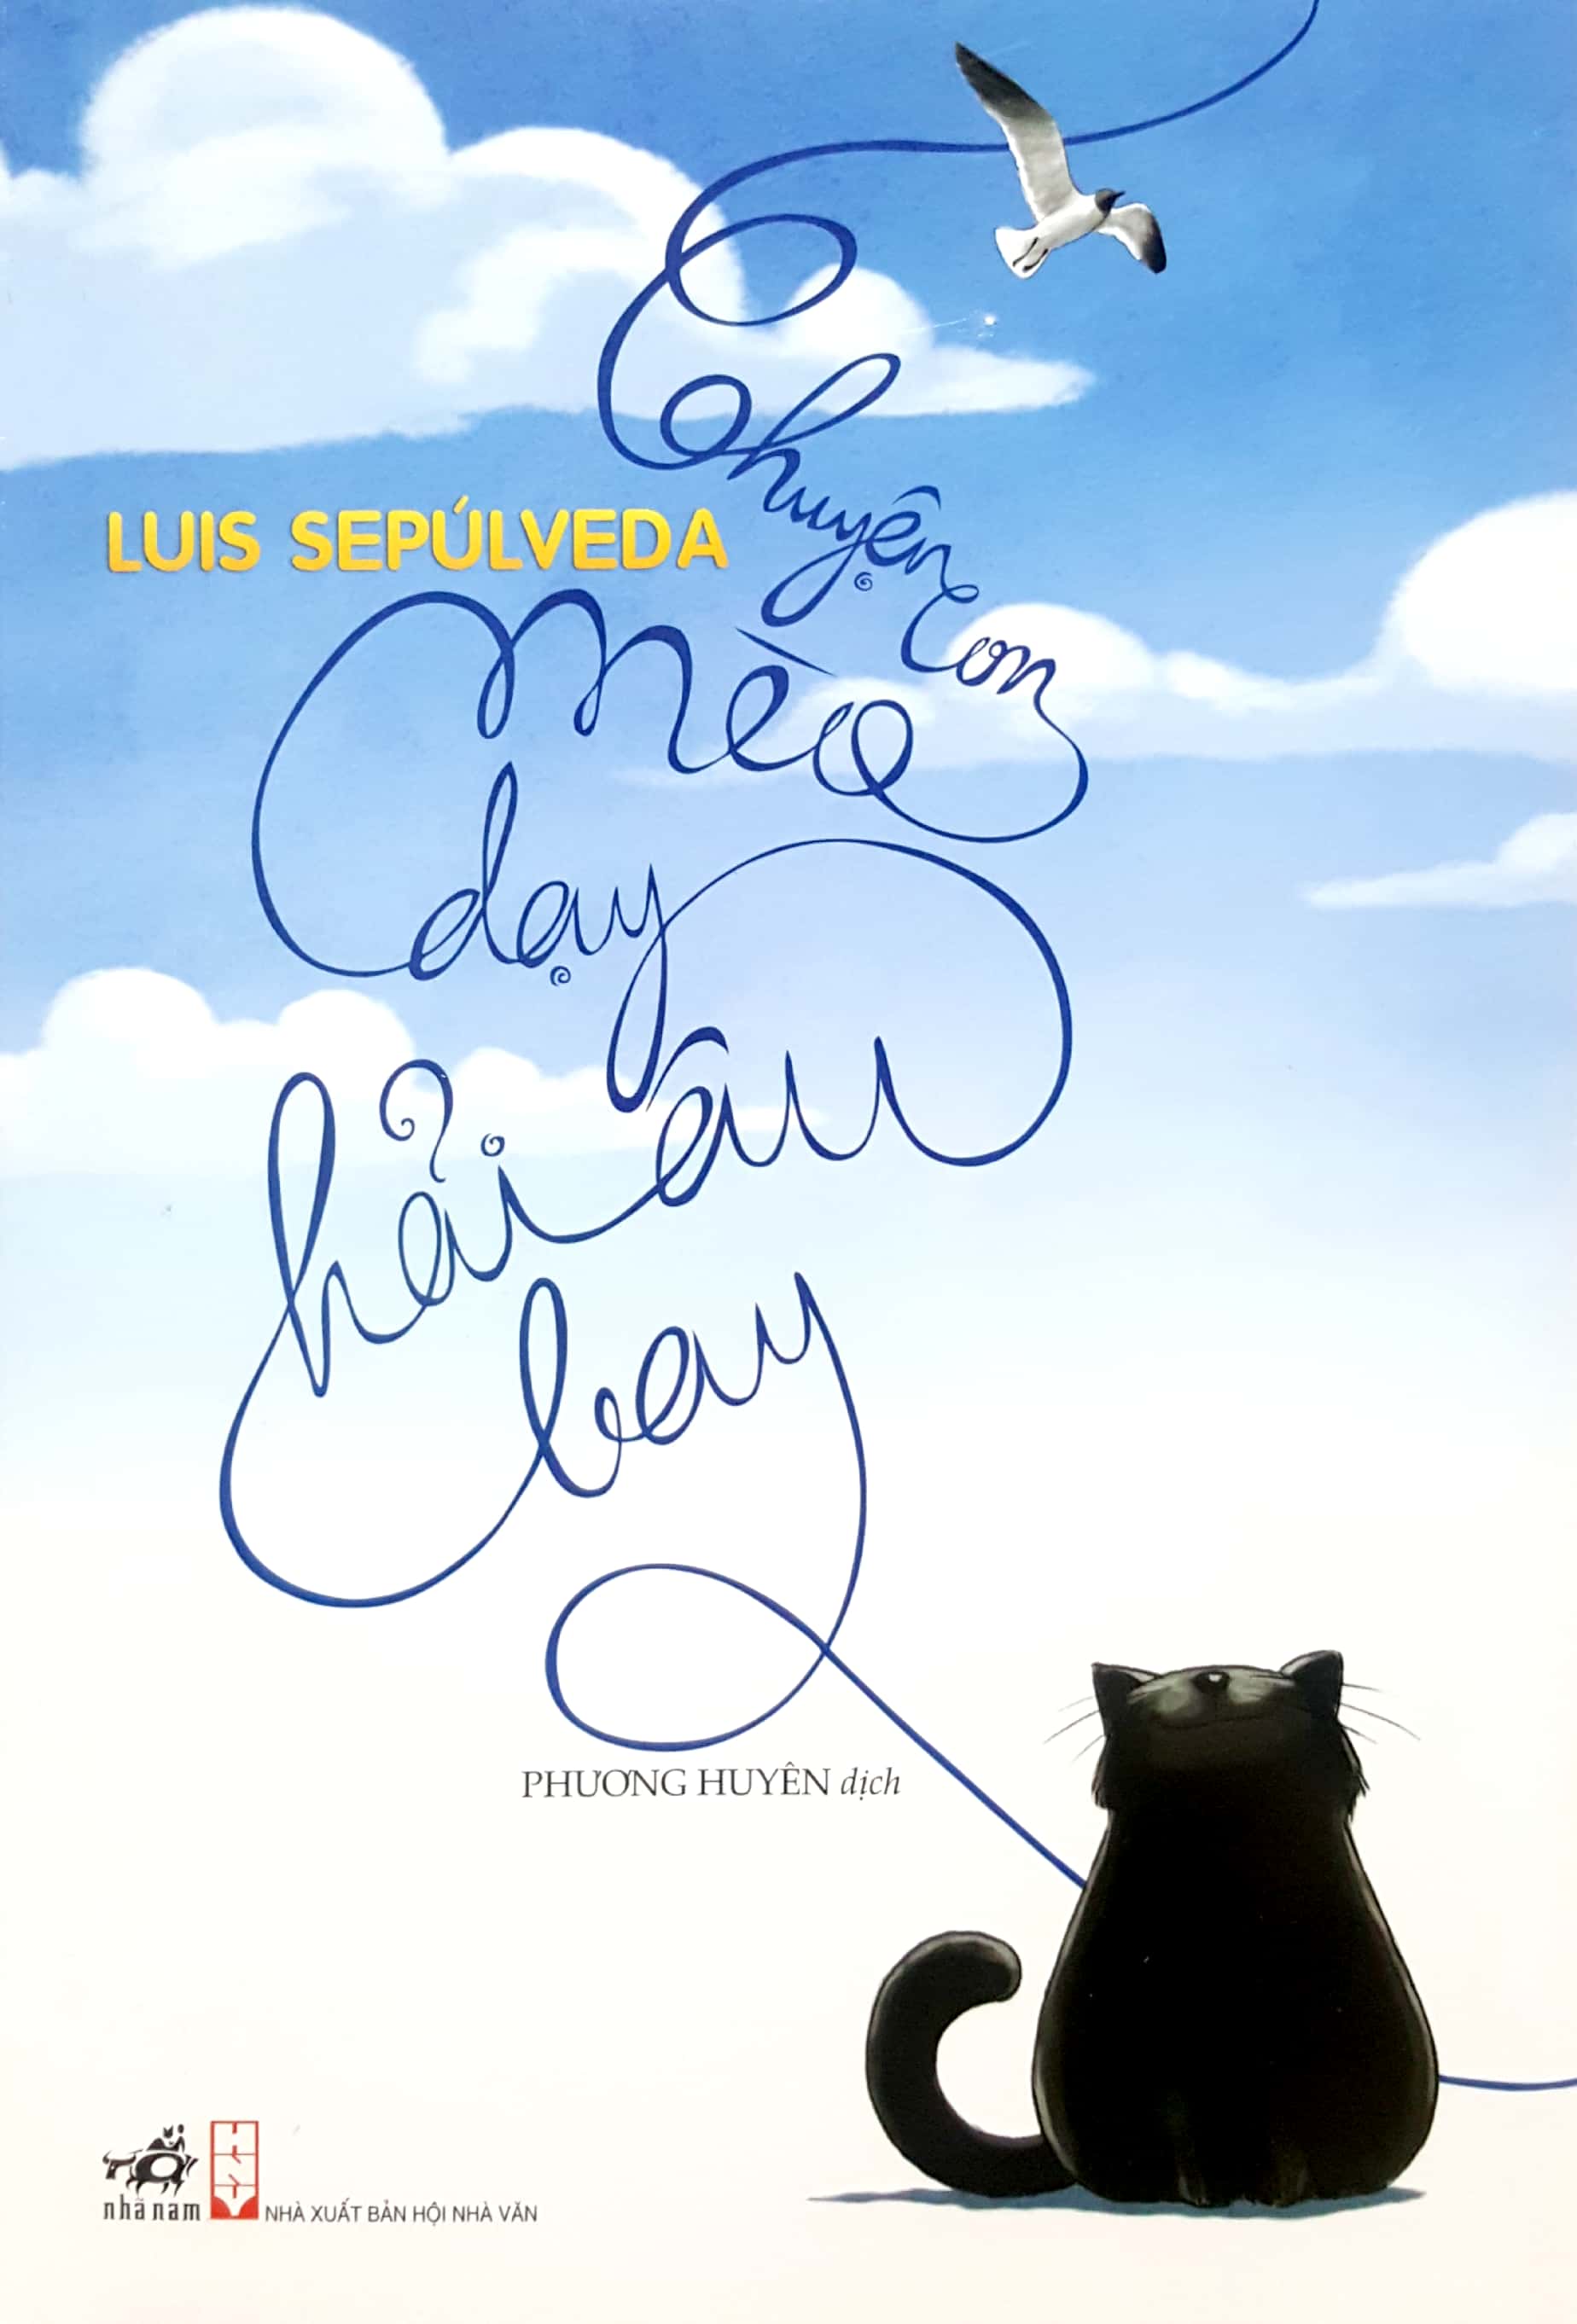 Chuyện con
LUIS SEPÚLVEDA
mèo
dạy
hải âu
bay
PHƯƠNG HUYÊN dịch
nhã nam
HNV
NHÀ XUẤT BẢN HỘI NHÀ VĂN